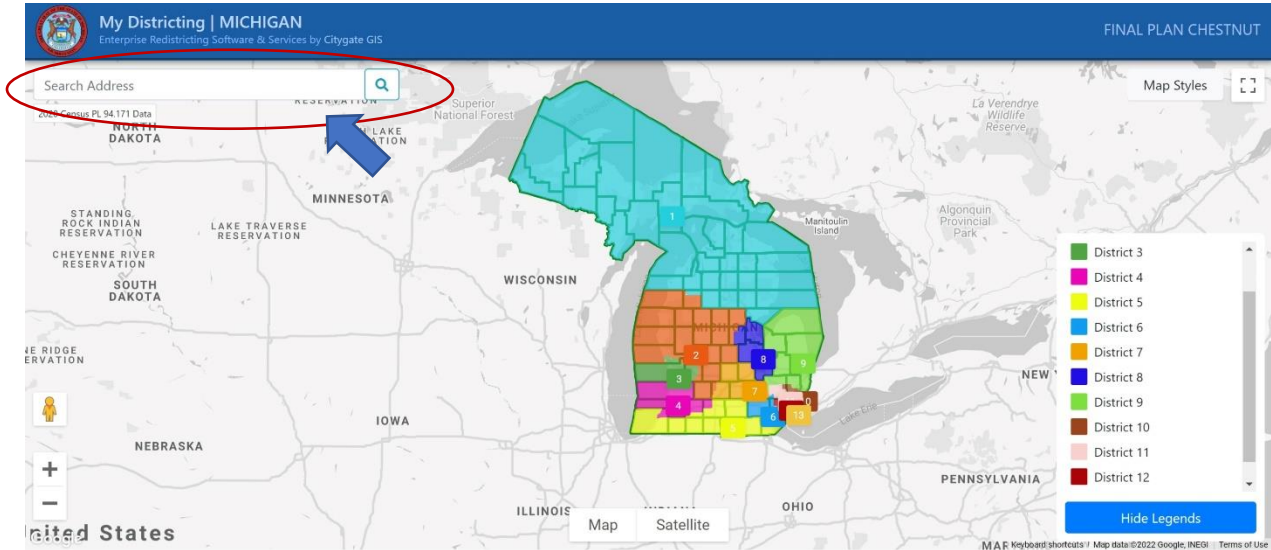 My Districting | MICHIGAN
Enterprise Redistricting Software & Services by Citygate GIS
FINAL PLAN CHESTNUT
Search Address
Map Styles
2020 Census PL 94.171 Data
RESERVATION
Superior
National Forest
La Verendrye
Wildlife
Reserve
NORTH
DAKOTA
LAKE
MINNESOTA
STANDING
ROCK INDIAN
RESERVATION
LAKE TRAVERSE
RESERVATION
1
Manitoulin
Island
Algonquin
Provincial
Park
CHEYENNE RIVER
RESERVATION
SOUTH
DAKOTA
WISCONSIN
MICHIGAN
2
8
9
3
7
4
0
6
13
5
Lake Erie
NEW
IOWA
NEBRASKA
ILLINOIS
OHIO
PENNSYLVANIA
District 3
District 4
District 5
District 6
District 7
District 8
District 9
District 10
District 11
District 12
Hide Legends
+
−
States
Google
Map
Satellite
Keyboard shortcuts
Map data ©2022 Google, INEGI
Terms of Use